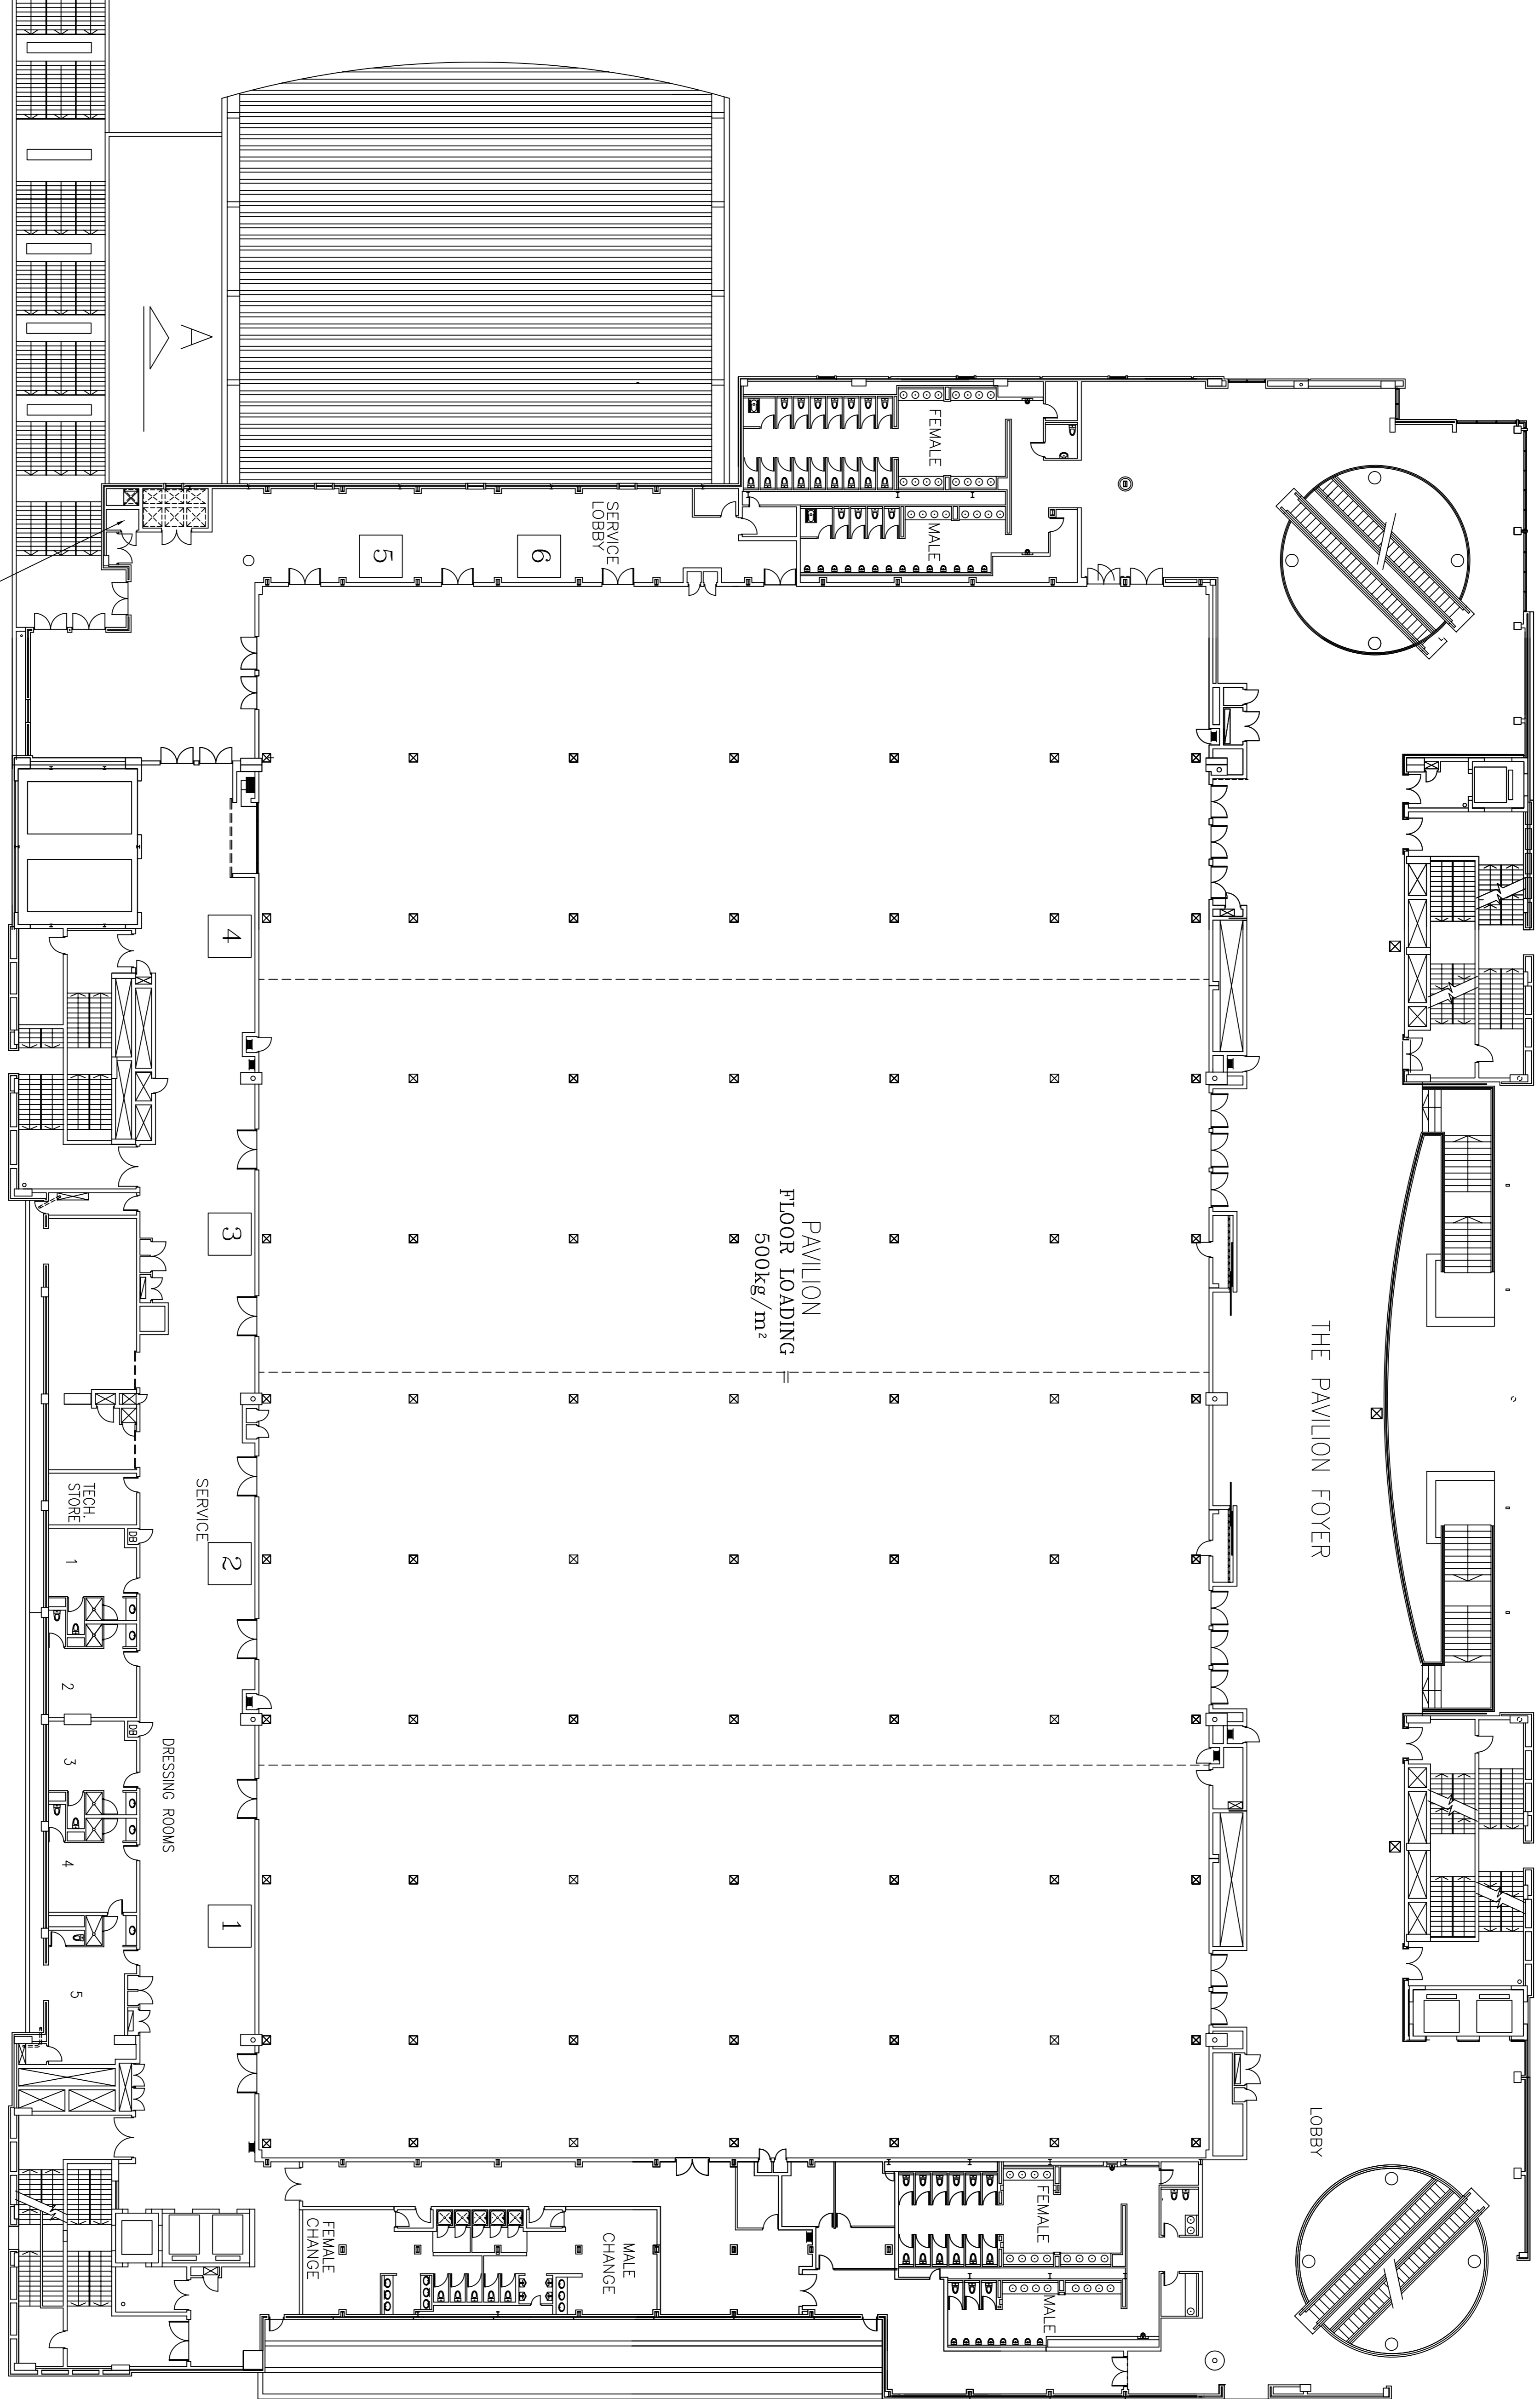 A
FEMALE
MALE
SERVICE
LOBBY
5
6
4
3
2
1
PAVILION
FLOOR LOADING
500kg/m²
THE PAVILION FOYER
SERVICE
TECH.
STORE
DB
1
2
DB
3
4
5
DRESSING ROOMS
LOBBY
FEMALE
CHANGE
MALE
CHANGE
FEMALE
MALE